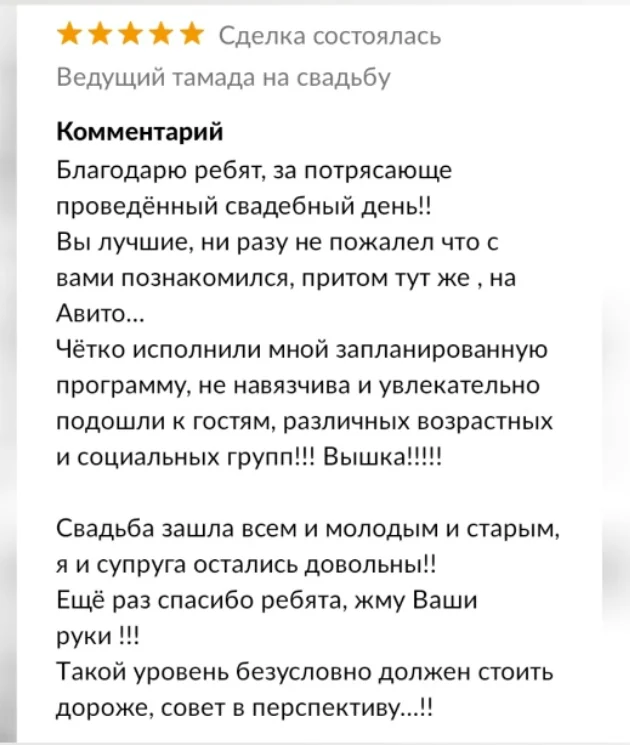 Сделка состоялась
Ведущий тамада на свадьбу
Комментарий
Благодарю ребят, за потрясающе
проведённый свадебный день!!
Вы лучшие, ни разу не пожалел что с
вами познакомился, притом тут же , на
Авито...
Чётко исполнили мной запланированную
программу, не навязчива и увлекательно
подошли к гостям, различных возрастных
и социальных групп!!! Вышка!!!!!
Свадьба зашла всем и молодым и старым,
я и супруга остались довольны!!
Ещё раз спасибо ребята, жму Ваши
руки !!!
Такой уровень безусловно должен стоить
дороже, совет в перспективу...!!